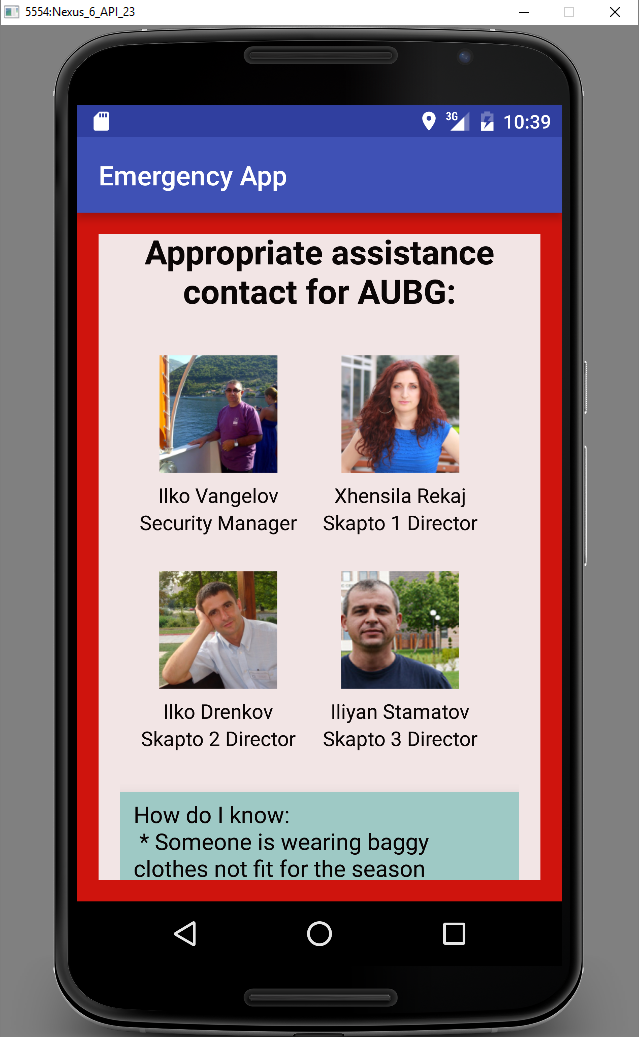 5554:Nexus_6_API_23
3G 10:39
Emergency App
Appropriate assistance
contact for AUBG:
Ilko Vangelov
Security Manager
Xhensila Rekaj
Skapto 1 Director
Ilko Drenkov
Skapto 2 Director
Iliyan Stamatov
Skapto 3 Director
How do I know:
* Someone is wearing baggy
clothes not fit for the season